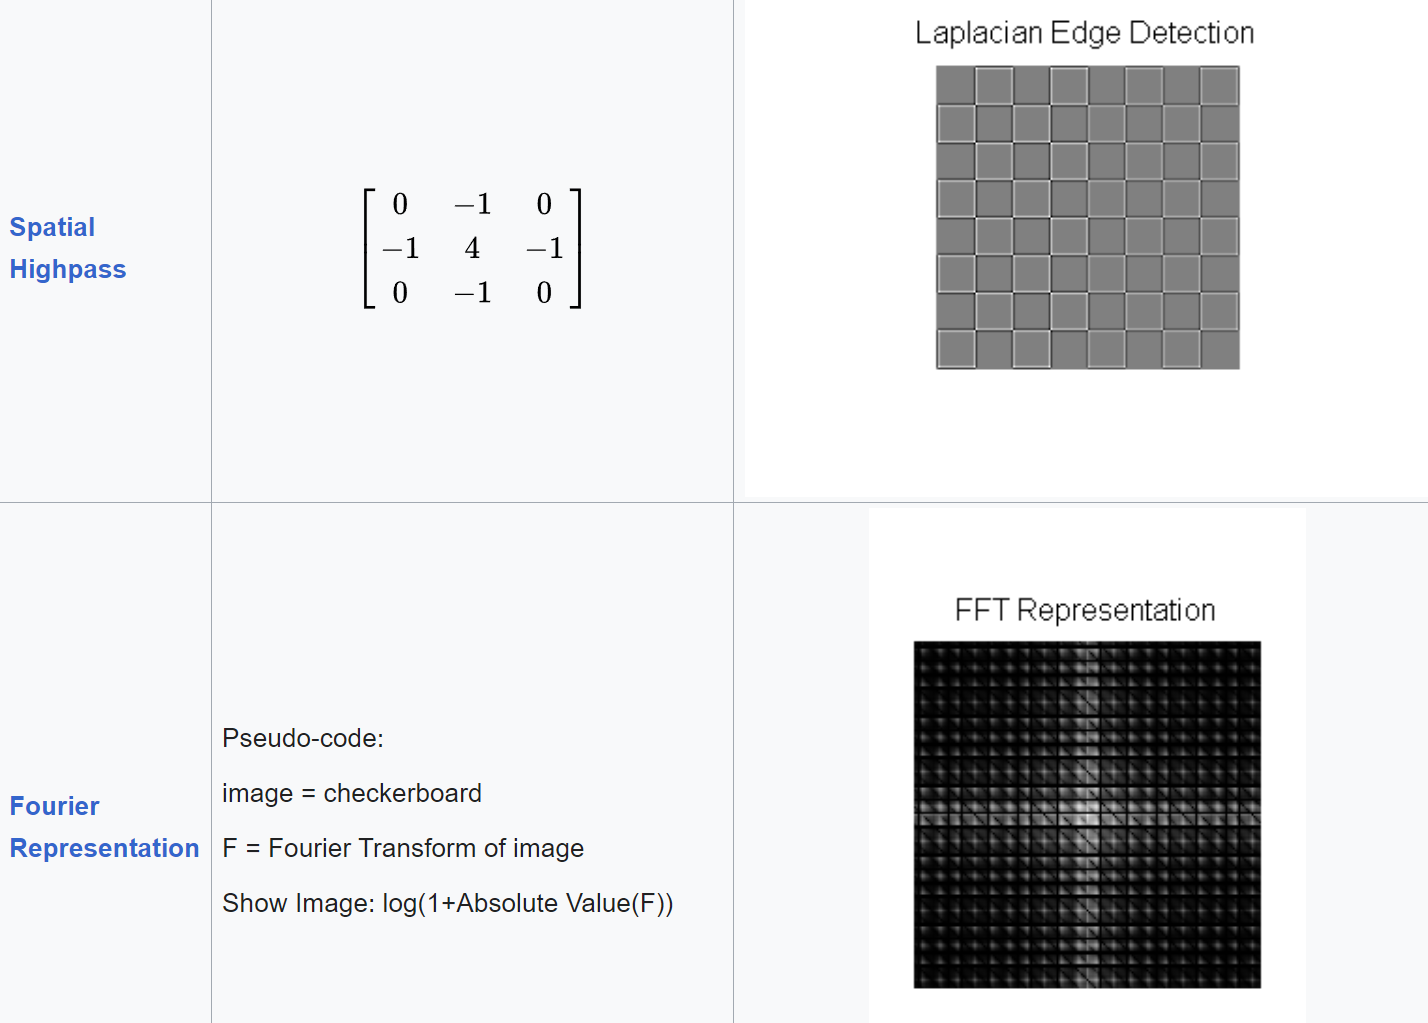 Laplacian Edge Detection
Spatial
Highpass
0 −1 0
−1 4 −1
0 −1 0
FFT Representation
Fourier
Representation
Pseudo-code:
image = checkerboard
F = Fourier Transform of image
Show Image: log(1+Absolute Value(F))